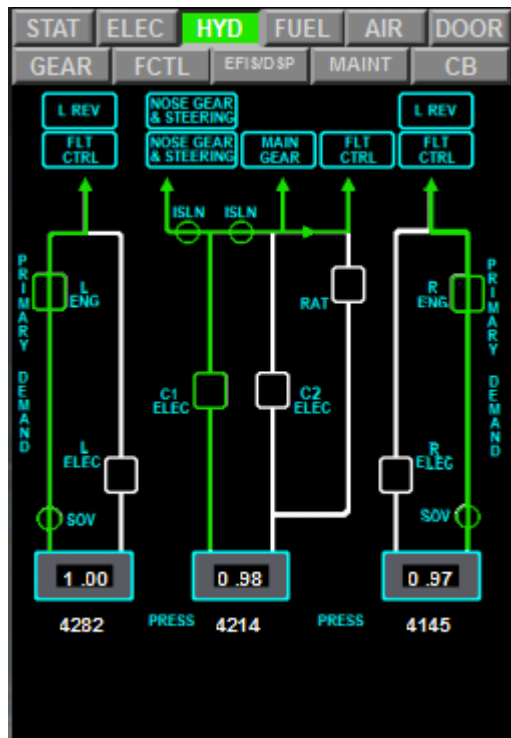 STAT ELEC HYD FUEL AIR DOOR
GEAR FCTL EFIS/DSP MAINT CB
L REV
NOSE GEAR
& STEERING
L REV
FLT
CTRL
NOSE GEAR
& STEERING
MAIN
GEAR
FLT
CTRL
FLT
CTRL
ISLN ISLN
PRIMARY DEMAND
L
ENG
RAT
R
ENG
PRIMARY DEMAND
C1
ELEC
C2
ELEC
L
ELEC
R
ELEC
SOV
SOV
1.00 0.98 0.97
4282 PRESS 4214 PRESS 4145